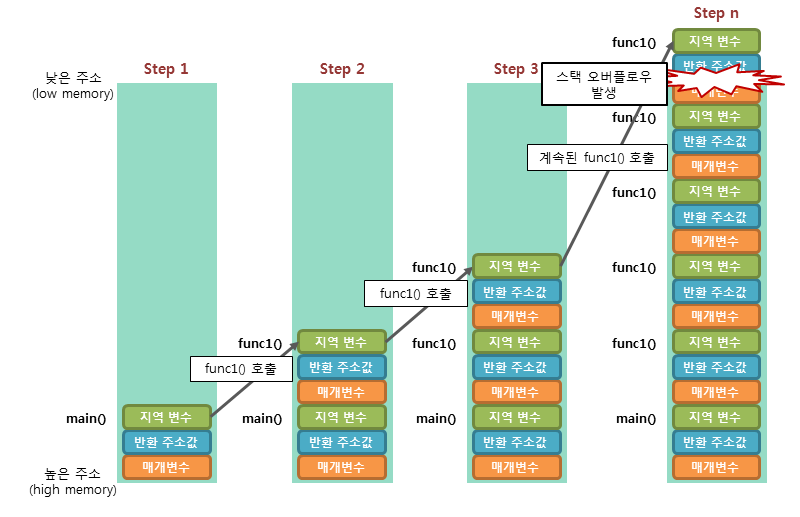 Step 1
Step 2
Step 3
Step n
낮은 주소
(low memory)
높은 주소
(high memory)
main()
지역 변수
반환 주소값
매개변수
func1() 호출
func1()
지역 변수
반환 주소값
매개변수
main()
지역 변수
반환 주소값
매개변수
func1() 호출
func1()
지역 변수
반환 주소값
매개변수
func1()
지역 변수
반환 주소값
매개변수
main()
지역 변수
반환 주소값
매개변수
계속된 func1() 호출
스택 오버플로우
발생
func1()
지역 변수
반환 주소값
매개변수
func1()
지역 변수
반환 주소값
매개변수
func1()
지역 변수
반환 주소값
매개변수
func1()
지역 변수
반환 주소값
매개변수
func1()
지역 변수
반환 주소값
매개변수
main()
지역 변수
반환 주소값
매개변수